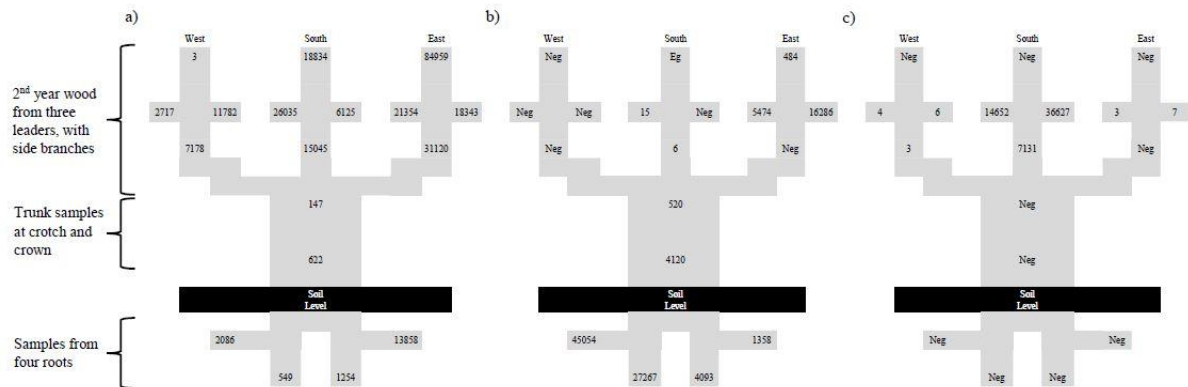 a) b) c)
West South East West South East West South East
3 18834 84959 Neg Eg 484 Neg Neg Neg
2nd year wood
from three
leaders, with
side branches
2717 11782 26035 6125 21354 18343 Neg Neg 15 Neg 5474 16286 4 6 14652 36627 3 7
7178 15045 31120 Neg 6 Neg 3 7131 Neg
Trunk samples
at crotch and
crown
147 520 Neg
622 4120 Neg
Soil Soil Soil
Level Level Level
Samples from
four roots
2086 13858 45054 1358 Neg Neg
549 1254 27267 4093 Neg Neg